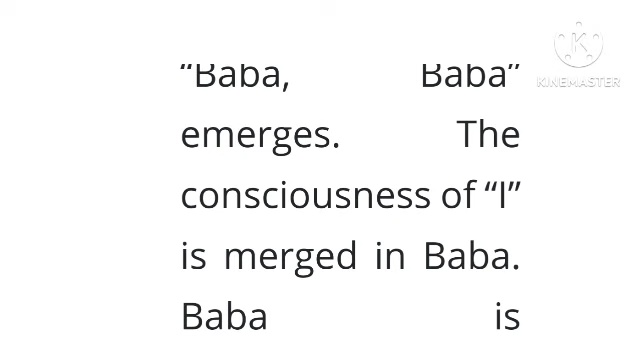 “Baba, Baba”
emerges. The
consciousness of “I”
is merged in Baba.
Baba is
K
KINEMASTER